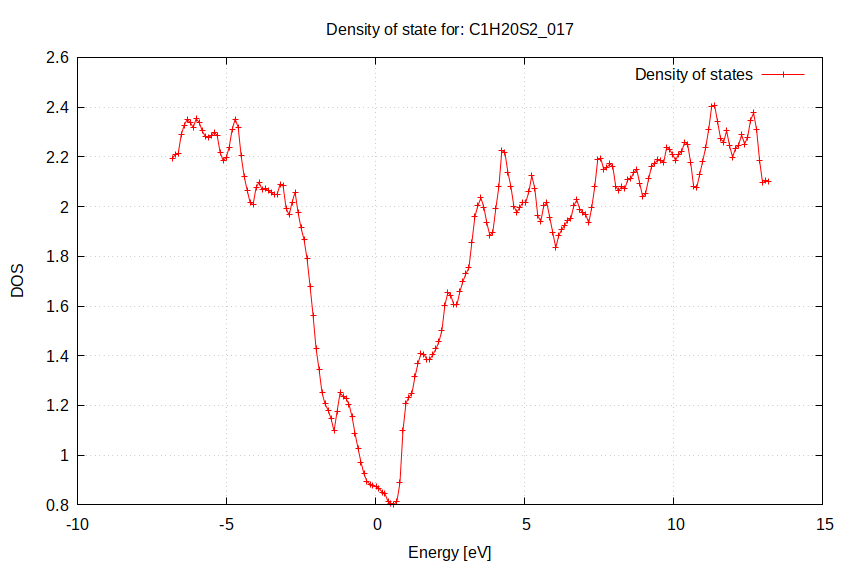 Density of state for: C1H20S2_017
Density of states
2.6
2.4
2.2
2
1.8
1.6
1.4
1.2
1
0.8
DOS
-10 -5 0 5 10 15
Energy [eV]